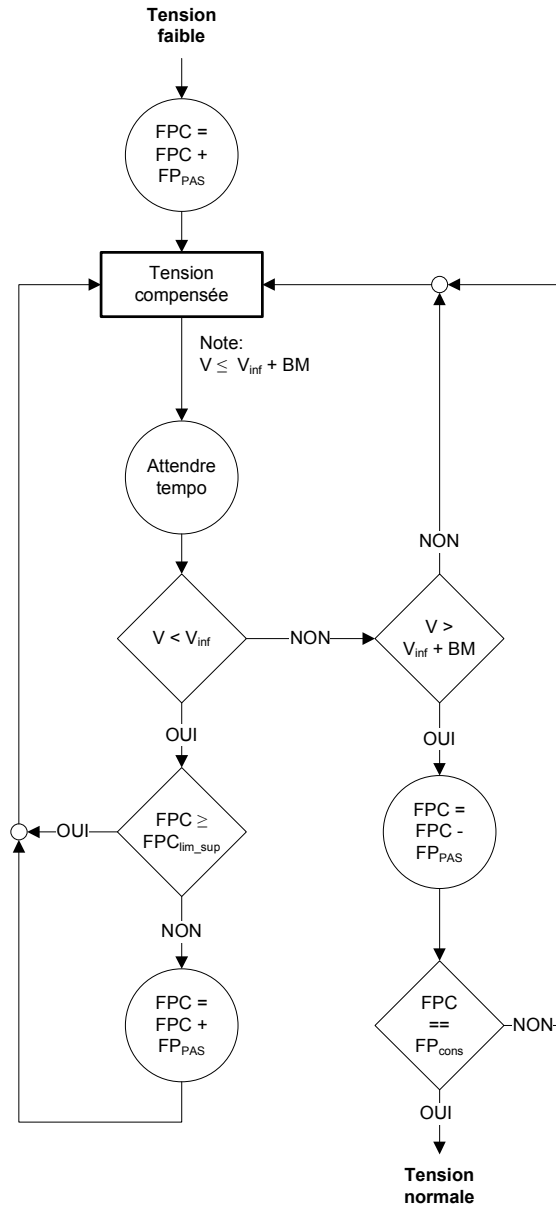 Tension
faible
FPC =
FPC +
FP_PAS
Tension
compensée
Note:
V ≤ V_inf + BM
Attendre
tempo
V < V_inf
NON
V >
V_inf + BM
NON
OUI
OUI
FPC ≥
FPC_lim_sup
OUI
FPC =
FPC -
FP_PAS
NON
FPC =
FPC +
FP_PAS
FPC
==
FP_cons
NON
OUI
Tension
normale